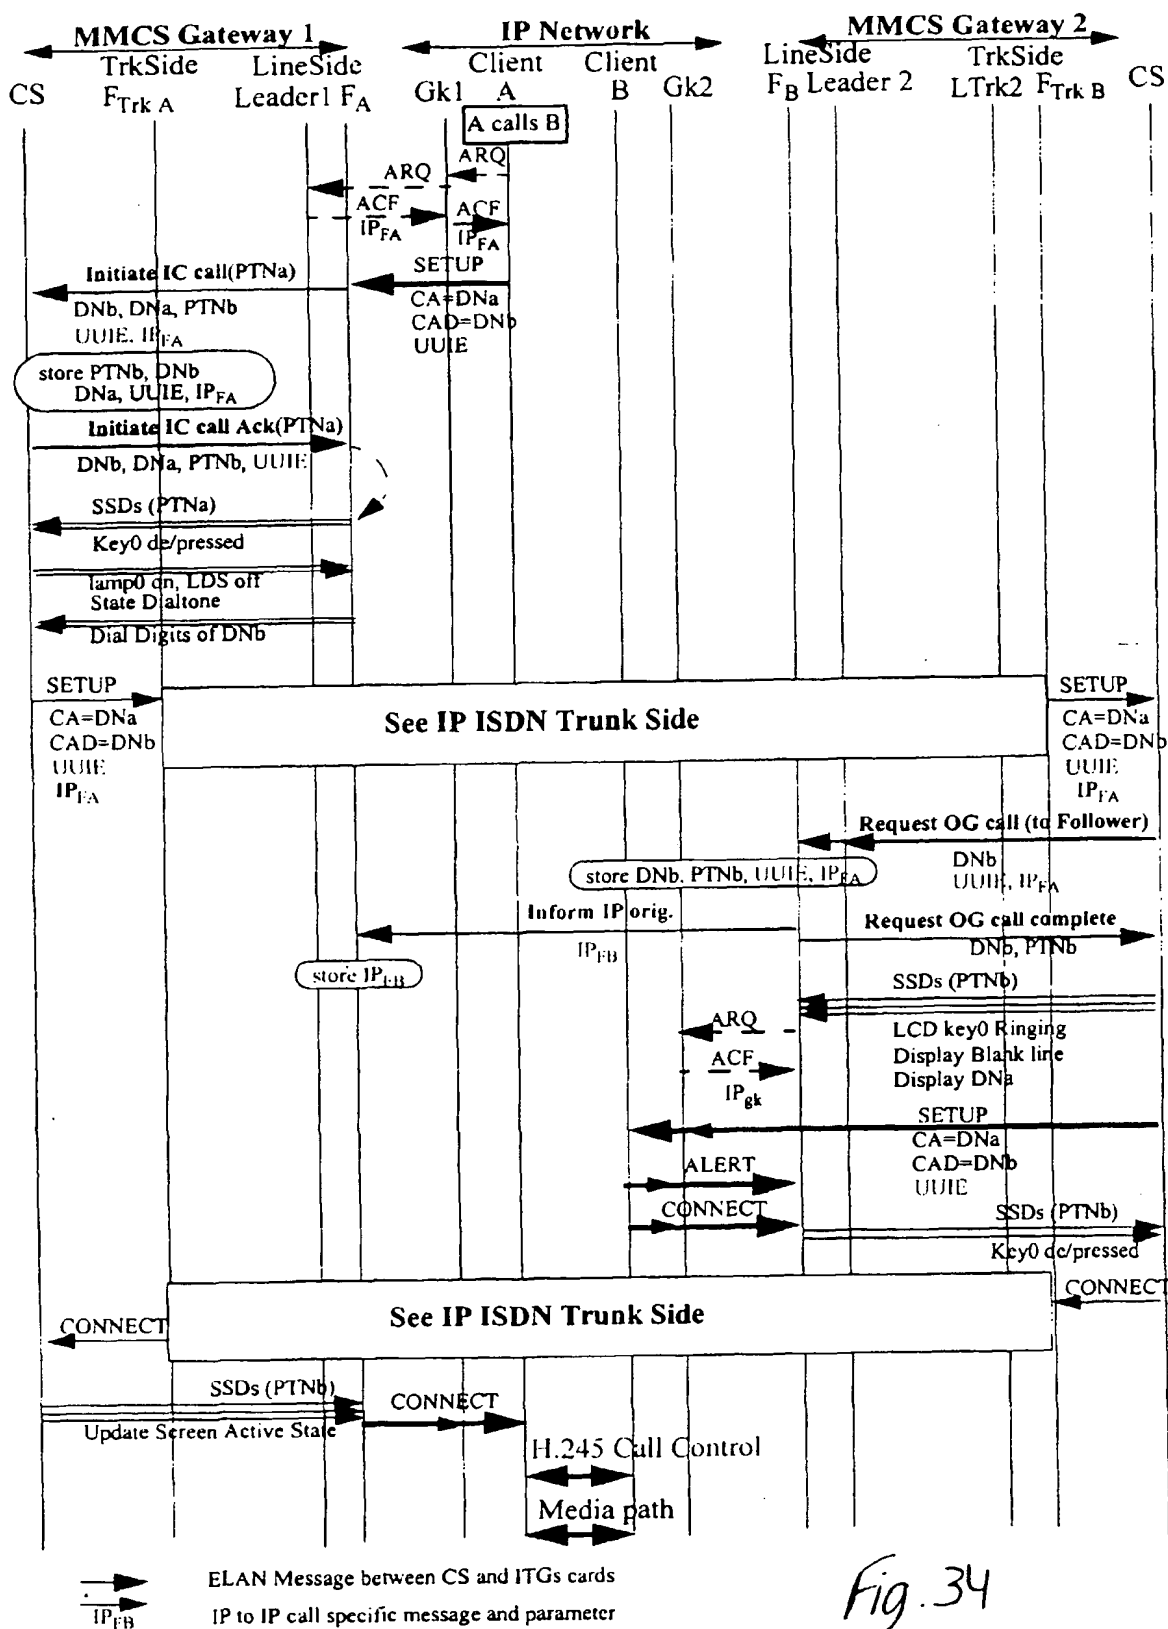 MMCS Gateway 1 IP Network MMCS Gateway 2
TrkSide LineSide Client Client LineSide TrkSide
CS FTrk A Leader1 FA Gk1 A B Gk2 FB Leader 2 LTrk2 FTrk B CS
A calls B
ARQ
ARQ
ACF ACF
IPFA IPFA
SETUP
Initiate IC call(PTNa)
CA=DNa
DNb, DNa, PTNb
CAD=DNb
UUIE, IPFA
UUIE
store PTNb, DNb
DNa, UUIE, IPFA
Initiate IC call Ack(PTNa)
DNb, DNa, PTNb, UUIE
SSDs (PTNa)
Key0 de/pressed
lamp0 on, LDS off
State Dialtone
Dial Digits of DNb
SETUP See IP ISDN Trunk Side SETUP
CA=DNa CA=DNa
CAD=DNb CAD=DNb
UUIE UUIE
IPFA IPFA
Request OG call (to Follower)
store DNb, PTNb, UUIE, IPFA DNb
UUIE, IPFA
Inform IP orig. Request OG call complete
IPFB DNb, PTNb
store IPFB SSDs (PTNb)
ARQ LCD key0 Ringing
ACF Display Blank line
IPgk Display DNa
SETUP
CA=DNa
ALERT CAD=DNb
UUIE
CONNECT SSDs (PTNb)
Key0 de/pressed
CONNECT
See IP ISDN Trunk Side
CONNECT
SSDs (PTNb) CONNECT
Update Screen Active State
H.245 Call Control
Media path
ELAN Message between CS and ITGs cards
IPFB IP to IP call specific message and parameter
Fig. 34